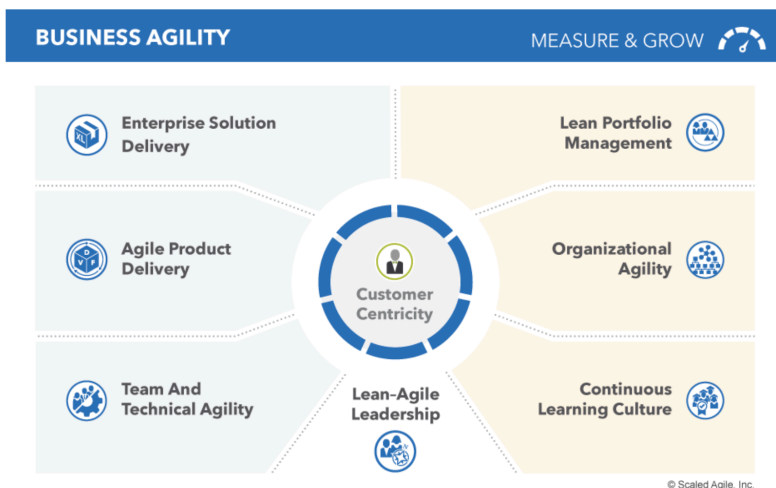 BUSINESS AGILITY
MEASURE & GROW
Enterprise Solution
Delivery
Lean Portfolio
Management
XL
Agile Product
Delivery
D
V F
Organizational
Agility
Customer
Centricity
Team And
Technical Agility
Lean-Agile
Leadership
Continuous
Learning Culture
© Scaled Agile, Inc.